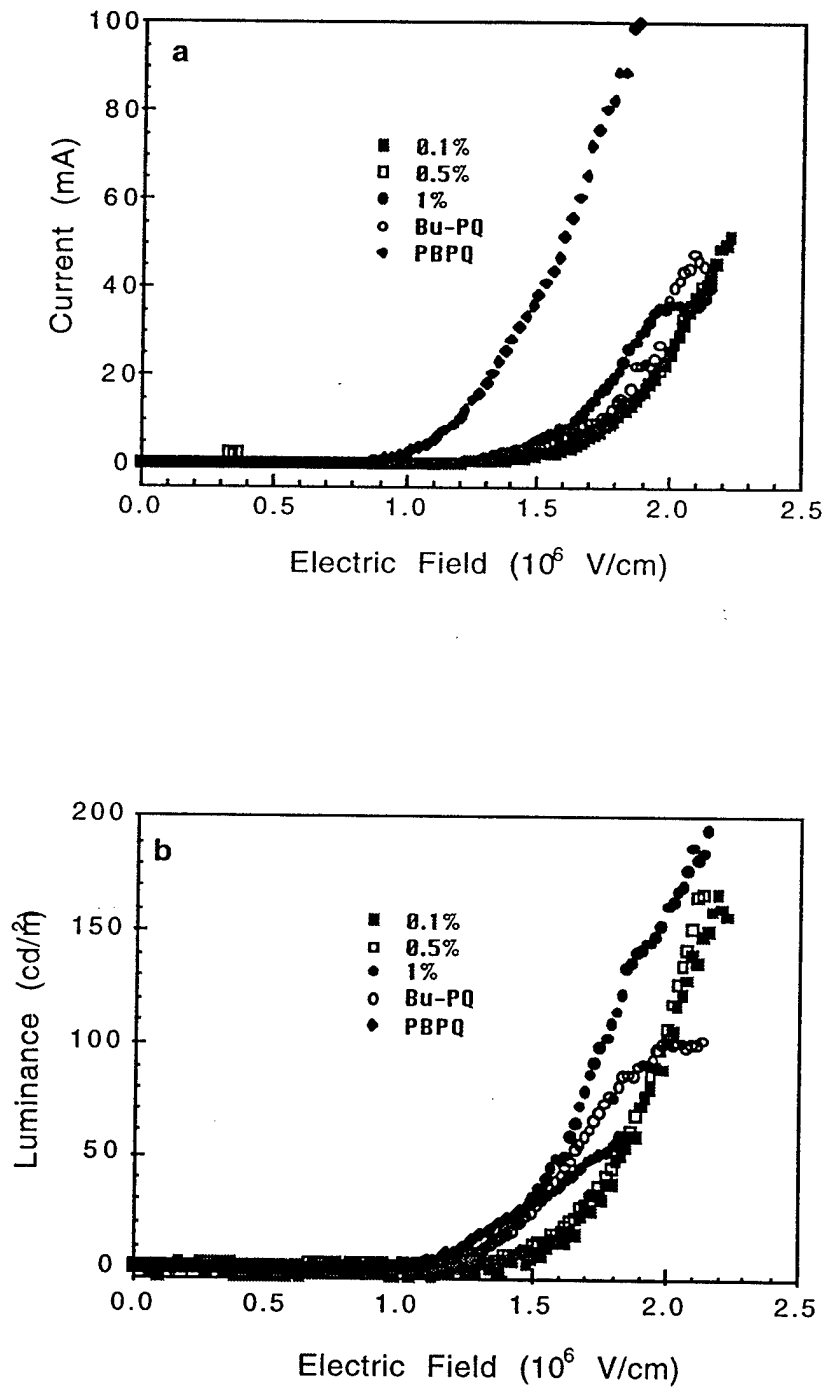 a
100
80
60
40
20
0
Current (mA)
0.1%
0.5%
1%
Bu-PQ
PBPQ
0.0 0.5 1.0 1.5 2.0 2.5
Electric Field (10⁶ V/cm)
b
200
150
100
50
0
Luminance (cd/m²)
0.1%
0.5%
1%
Bu-PQ
PBPQ
0.0 0.5 1.0 1.5 2.0 2.5
Electric Field (10⁶ V/cm)